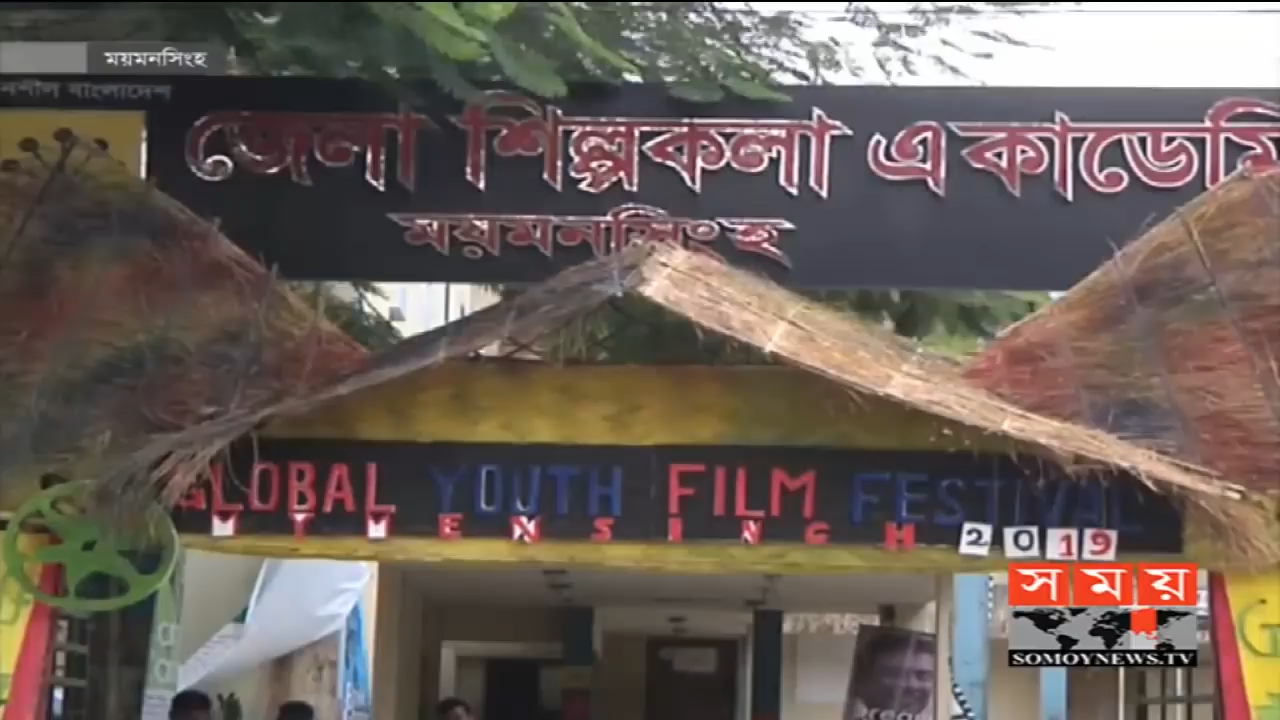 ময়মনসিংহ
বাংলাদেশ
জেলা শিল্পকলা একাডেমি
ময়মনসিংহ
GLOBAL YOUTH FILM FESTIVAL
MYMENSINGH 2019
সময়
SOMOYNEWS.TV